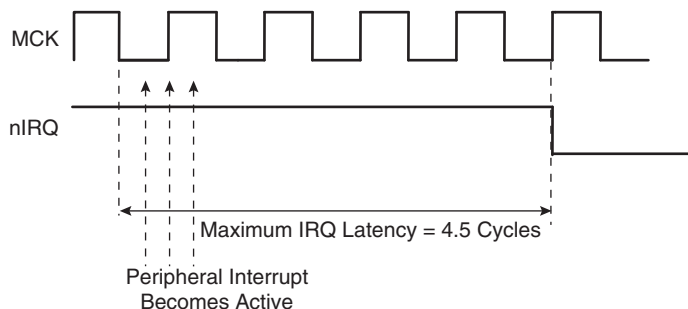 MCK
nIRQ
Maximum IRQ Latency = 4.5 Cycles
Peripheral Interrupt
Becomes Active